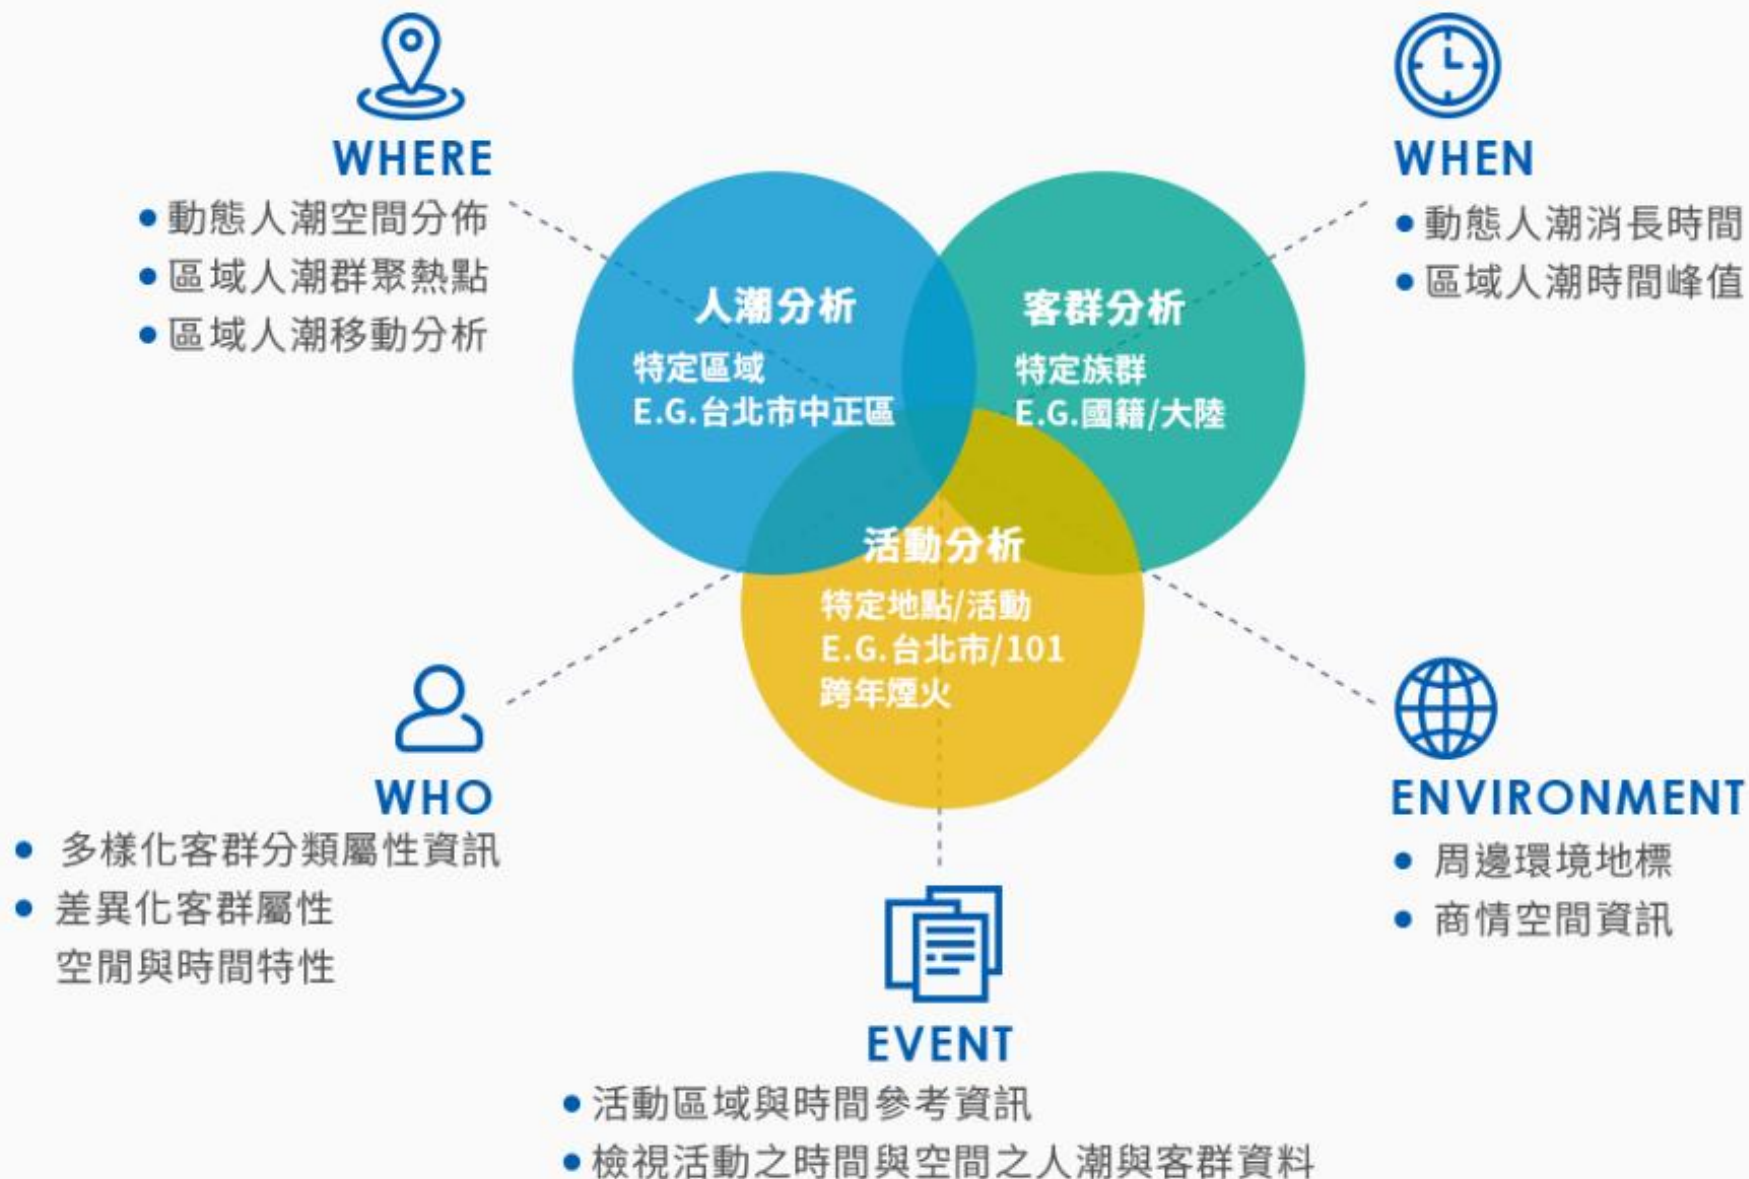 WHERE
動態人潮空間分佈
區域人潮群聚熱點
區域人潮移動分析
WHEN
動態人潮消長時間
區域人潮時間峰值
人潮分析
特定區域
E.G.台北市中正區
客群分析
特定族群
E.G.國籍/大陸
活動分析
特定地點/活動
E.G.台北市/101
跨年煙火
WHO
多樣化客群分類屬性資訊
差異化客群屬性
空閒與時間特性
ENVIRONMENT
周邊環境地標
商情空間資訊
EVENT
活動區域與時間參考資訊
檢視活動之時間與空間之人潮與客群資料